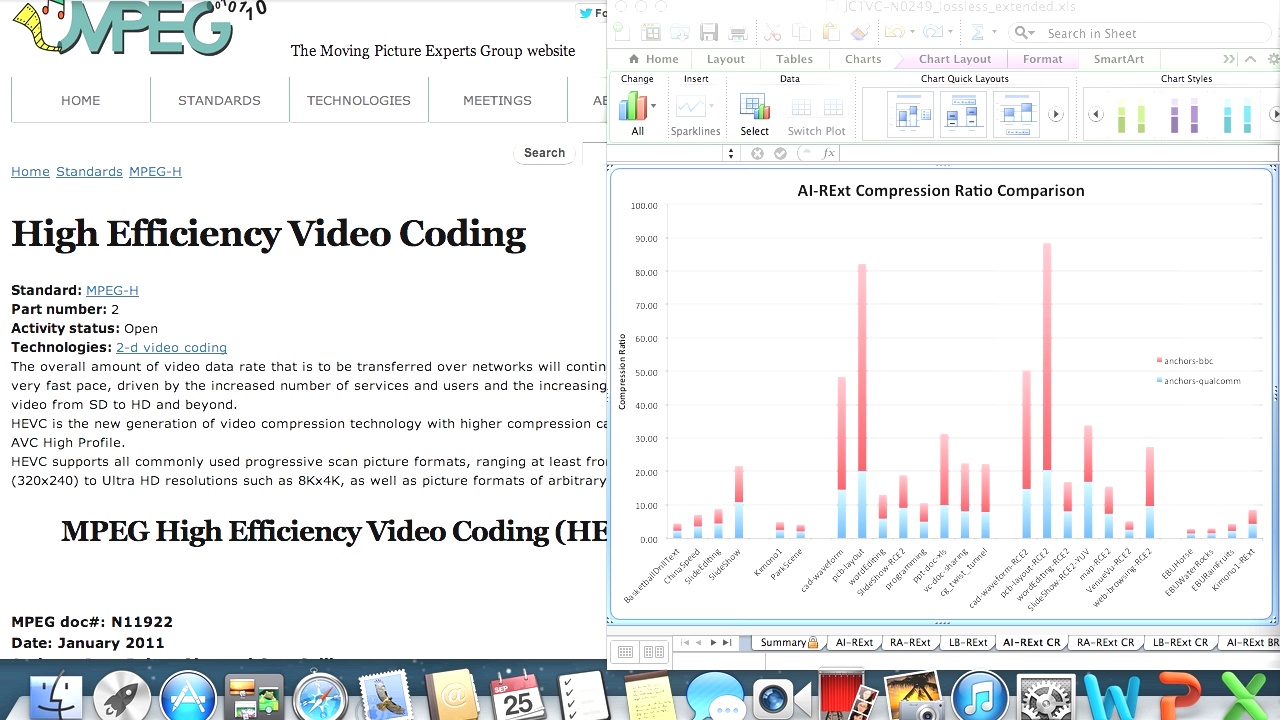 MPEG
The Moving Picture Experts Group website
Fo
HOME
STANDARDS
TECHNOLOGIES
MEETINGS
AB
Search
Home Standards MPEG-H
High Efficiency Video Coding
Standard: MPEG-H
Part number: 2
Activity status: Open
Technologies: 2-d video coding
The overall amount of video data rate that is to be transferred over networks will contin
very fast pace, driven by the increased number of services and users and the increasing
video from SD to HD and beyond.
HEVC is the new generation of video compression technology with higher compression ca
AVC High Profile.
HEVC supports all commonly used progressive scan picture formats, ranging at least fro
(320x240) to Ultra HD resolutions such as 8Kx4K, as well as picture formats of arbitrary
MPEG High Efficiency Video Coding (HE
MPEG doc#: N11922
Date: January 2011
JCTVC-N0249_lossless_extended.xls
Search in Sheet
Home
Layout
Tables
Charts
Chart Layout
Format
SmartArt
Change
Insert
Data
Chart Quick Layouts
Chart Styles
All
Sparklines
Select
Switch Plot
fx
AI-RExt Compression Ratio Comparison
100.00
90.00
80.00
70.00
60.00
50.00
40.00
30.00
20.00
10.00
0.00
Compression Ratio
anchors-bbc
anchors-qualcomm
BasketballDrillText
ChinaSpeed
SlideEditing
SlideShow
Kimono1
ParkScene
cad-waveform
pcb-layout
wordEditing
SlideShow-RCE2
programming
ppt-doc-xls
vc-doc-sharing
cg_twist_tunnel
cad-waveform-RCE2
pcb-layout-RCE2
wordEditing-RCE2
SlideShow-RCE2-YUV
map-RCE2
web-browsing-RCE2
EBUHorse
EBUWaterRocks
EBURainFruits
Kimono1-RExt
Summary
AI-RExt
RA-RExt
LB-RExt
AI-RExt CR
RA-RExt CR
LB-RExt CR
AI-RExt BR
SEP
25